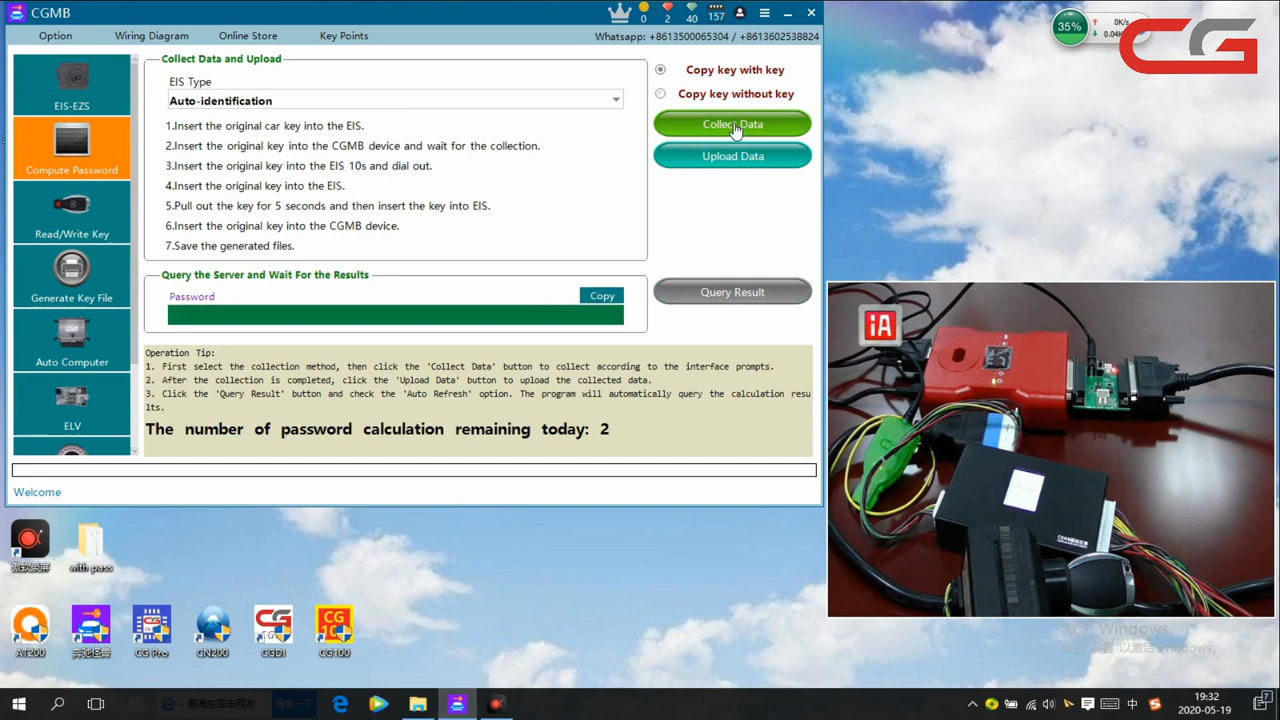 CGMB
0
2
40
157
Option
Wiring Diagram
Online Store
Key Points
Whatsapp: +8613500065304 / +8613602538824
35%
0K/s
CG
EIS-EZS
Compute Password
Read/Write Key
Generate Key File
Auto Computer
ELV
Collect Data and Upload
EIS Type
Auto-identification
1.Insert the original car key into the EIS.
2.Insert the original key into the CGMB device and wait for the collection.
3.Insert the original key into the EIS 10s and dial out.
4.Insert the original key into the EIS.
5.Pull out the key for 5 seconds and then insert the key into EIS.
6.Insert the original key into the CGMB device.
7.Save the generated files.
Copy key with key
Copy key without key
Collect Data
Upload Data
Query the Server and Wait For the Results
Password
Copy
Query Result
Operation Tip:
1. First select the collection method, then click the 'Collect Data' button to collect according to the interface prompts.
2. After the collection is completed, click the 'Upload Data' button to upload the collected data.
3. Click the 'Query Result' button and check the 'Auto Refresh' option. The program will automatically query the calculation resu
lts.
The number of password calculation remaining today: 2
Welcome
iA
with pass
AT200
CG Pro
CN200
CGDI
CG100
激活 Windows
中
19:32
2020-05-19
7